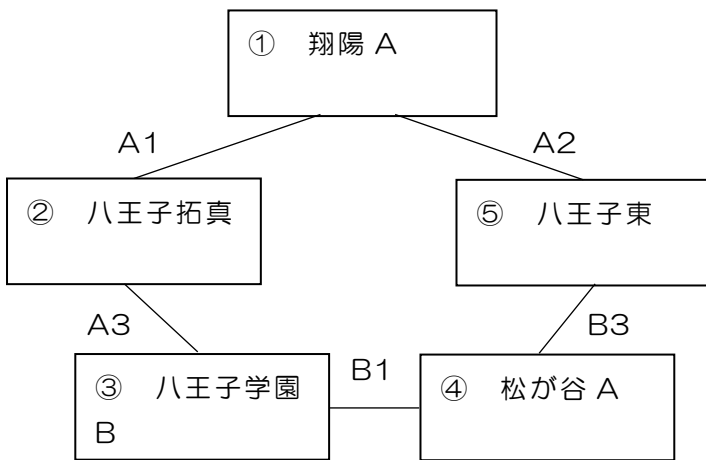 ① 翔陽 A
A1
A2
② 八王子拓真
⑤ 八王子東
A3
B3
③ 八王子学園
B
B1
④ 松が谷 A